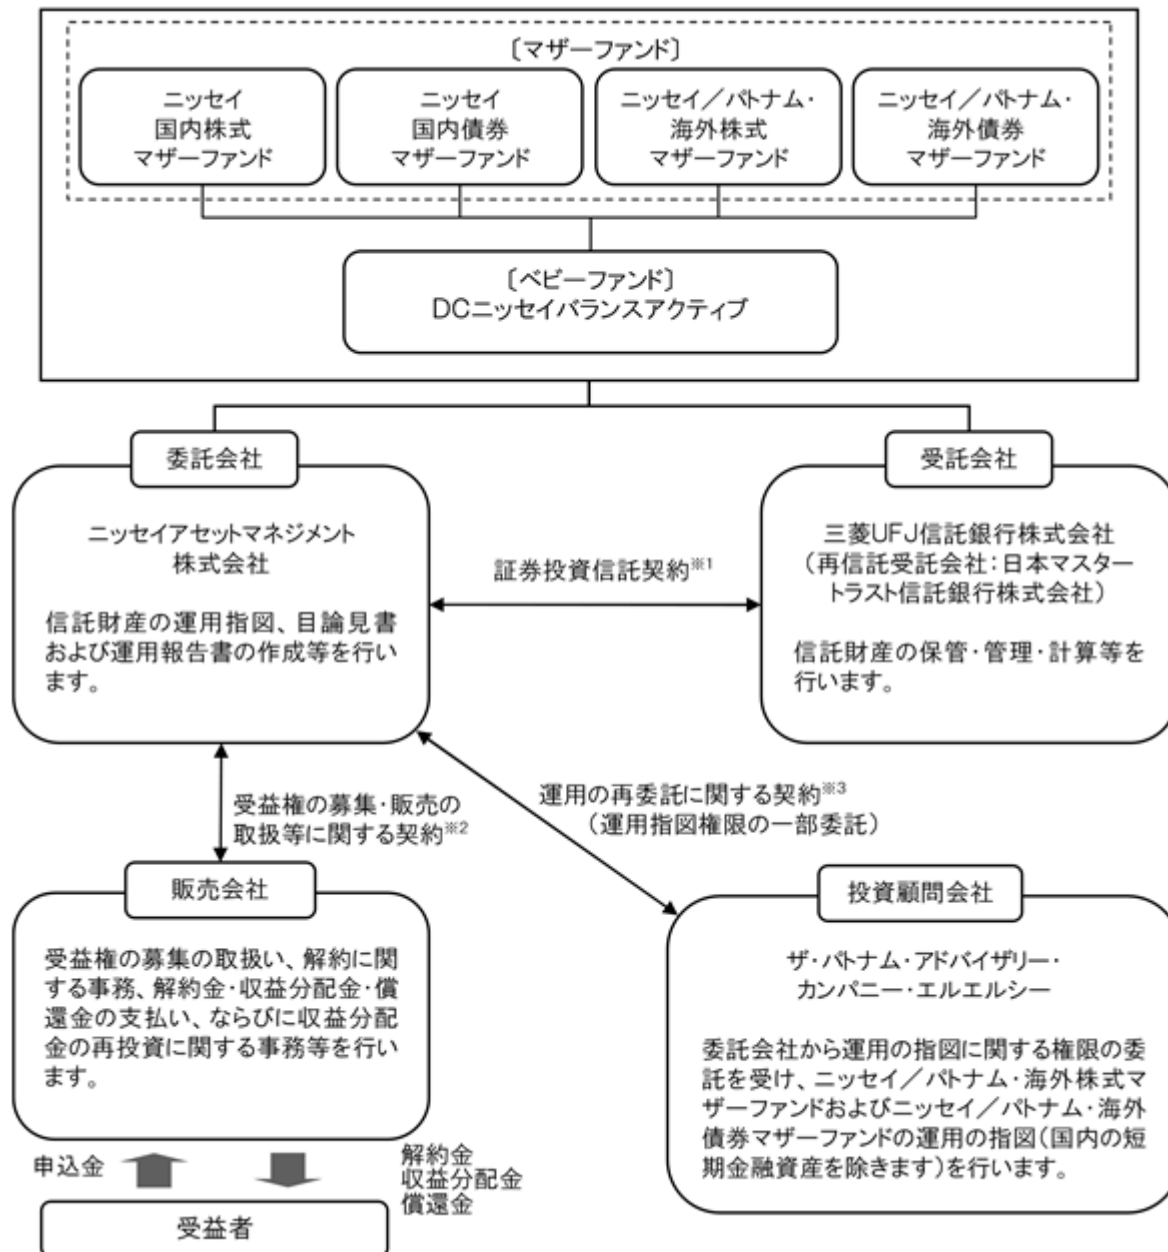 〔マザーファンド〕
ニッセイ
国内株式
マザーファンド
ニッセイ
国内債券
マザーファンド
ニッセイ／パトナム・
海外株式
マザーファンド
ニッセイ／パトナム・
海外債券
マザーファンド
〔ベビーファンド〕
DCニッセイバランスアクティブ
委託会社
ニッセイアセットマネジメント
株式会社
信託財産の運用指図、目論見書
および運用報告書の作成等を行い
ます。
証券投資信託契約※1
受託会社
三菱UFJ信託銀行株式会社
（再信託受託会社：日本マスター
トラスト信託銀行株式会社）
信託財産の保管・管理・計算等を
行います。
受益権の募集・販売の
取扱等に関する契約※2
運用の再委託に関する契約※3
（運用指図権限の一部委託）
販売会社
受益権の募集の取扱い、解約に関
する事務、解約金・収益分配金・償
還金の支払い、ならびに収益分配
金の再投資に関する事務等を行い
ます。
投資顧問会社
ザ・パトナム・アドバイザリー・
カンパニー・エルエルシー
委託会社から運用の指図に関する権限の委
託を受け、ニッセイ／パトナム・海外株式マ
ザーファンドおよびニッセイ／パトナム・海外
債券マザーファンドの運用の指図（国内の短
期金融資産を除きます）を行います。
申込金
解約金
収益分配金
償還金
受益者